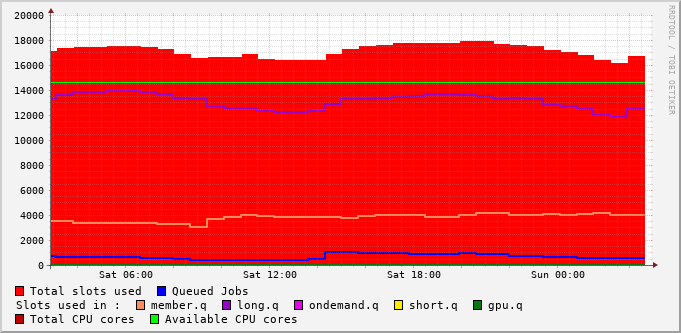 20000
18000
16000
14000
12000
10000
8000
6000
4000
2000
0
Sat 06:00 Sat 12:00 Sat 18:00 Sun 00:00
Total slots used Queued Jobs
Slots used in : member.q long.q ondemand.q short.q gpu.q
Total CPU cores Available CPU cores
RRDTOOL / TOBI OETIKER